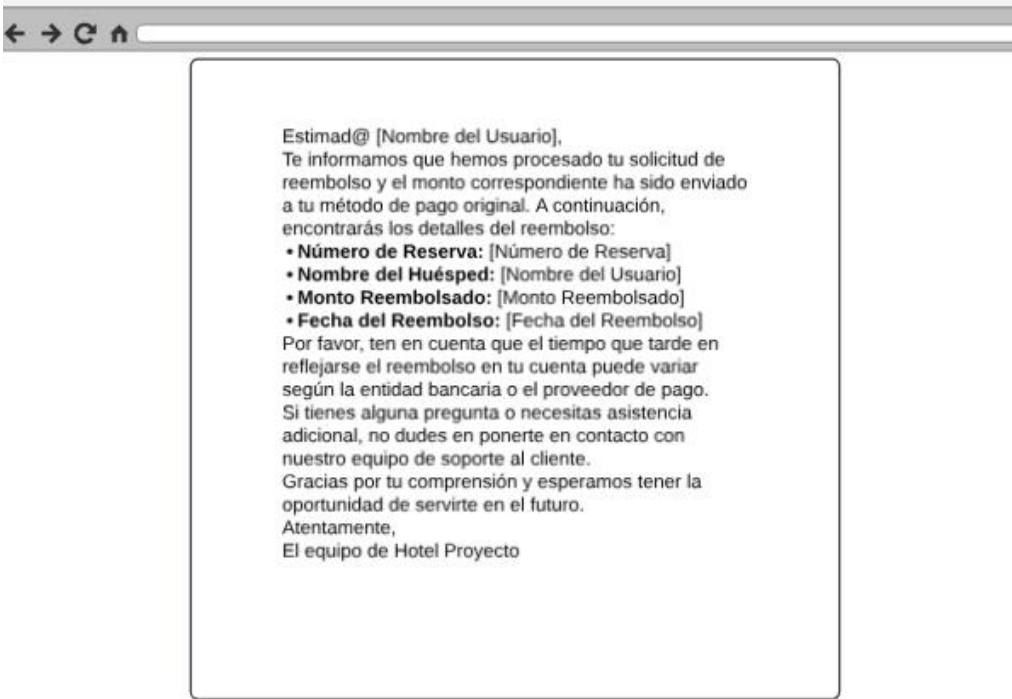 Estimad@ [Nombre del Usuario],
Te informamos que hemos procesado tu solicitud de
reembolso y el monto correspondiente ha sido enviado
a tu método de pago original. A continuación,
encontrarás los detalles del reembolso:
• Número de Reserva: [Número de Reserva]
• Nombre del Huésped: [Nombre del Usuario]
• Monto Reembolsado: [Monto Reembolsado]
• Fecha del Reembolso: [Fecha del Reembolso]
Por favor, ten en cuenta que el tiempo que tarde en
reflejarse el reembolso en tu cuenta puede variar
según la entidad bancaria o el proveedor de pago.
Si tienes alguna pregunta o necesitas asistencia
adicional, no dudes en ponerte en contacto con
nuestro equipo de soporte al cliente.
Gracias por tu comprensión y esperamos tener la
oportunidad de servirte en el futuro.
Atentamente,
El equipo de Hotel Proyecto